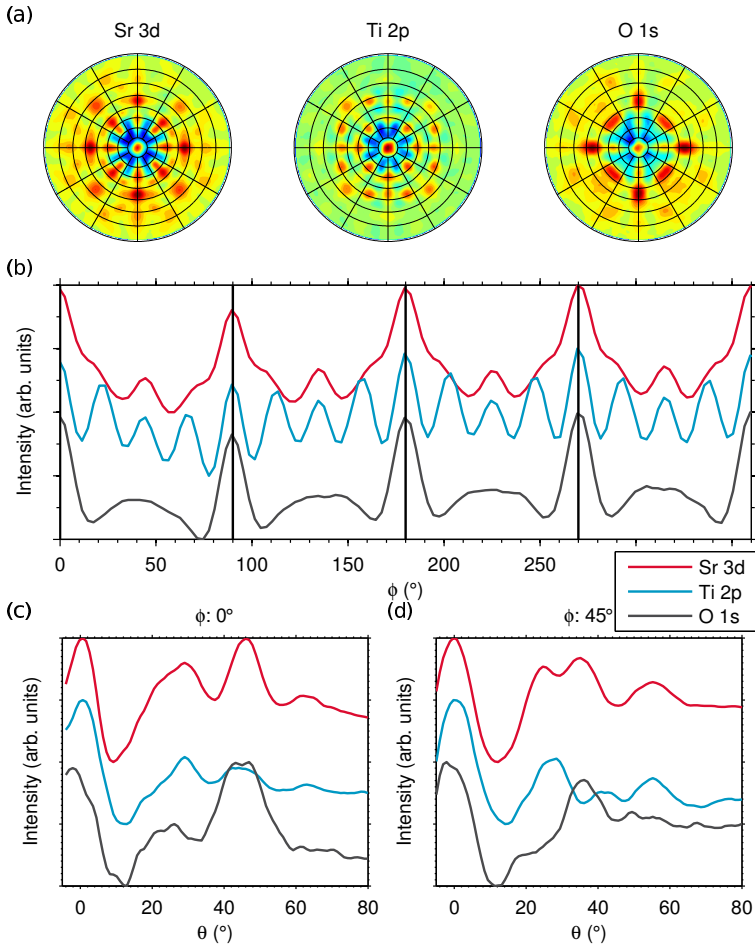 (a)
Sr 3d Ti 2p O 1s
(b)
Intensity (arb. units)
0 50 100 150 200 250
ϕ (°)
Sr 3d
Ti 2p
O 1s
(c) ϕ: 0°
(d) ϕ: 45°
Intensity (arb. units)
0 20 40 60 80
θ (°)
Intensity (arb. units)
0 20 40 60 80
θ (°)